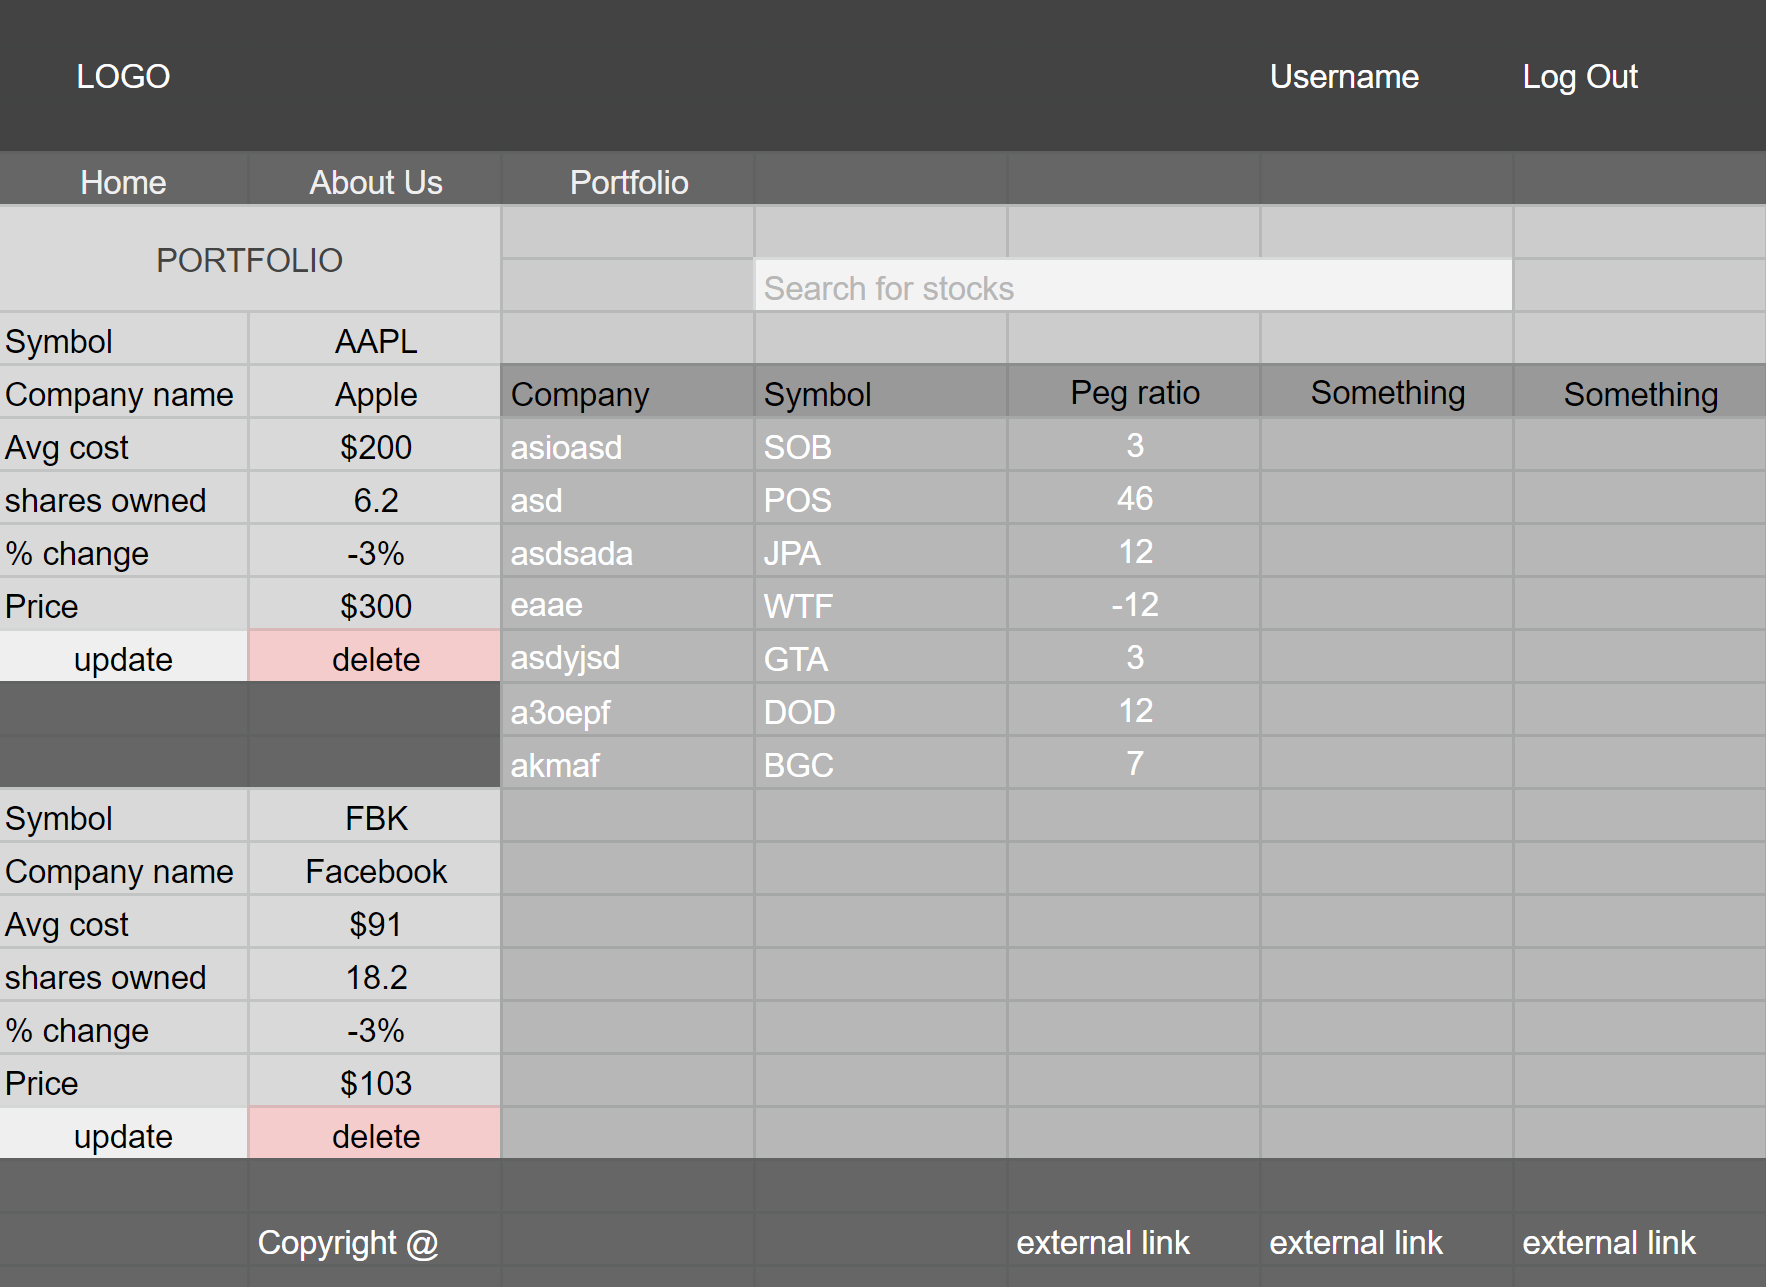 LOGO Username Log Out
Home About Us Portfolio
PORTFOLIO
Search for stocks
Symbol AAPL
Company name Apple Company Symbol Peg ratio Something Something
Avg cost $200 asioasd SOB 3
shares owned 6.2 asd POS 46
% change -3% asdsada JPA 12
Price $300 eaae WTF -12
update delete asdyjsd GTA 3
a3oepf DOD 12
akmaf BGC 7
Symbol FBK
Company name Facebook
Avg cost $91
shares owned 18.2
% change -3%
Price $103
update delete
Copyright @ external link external link external link